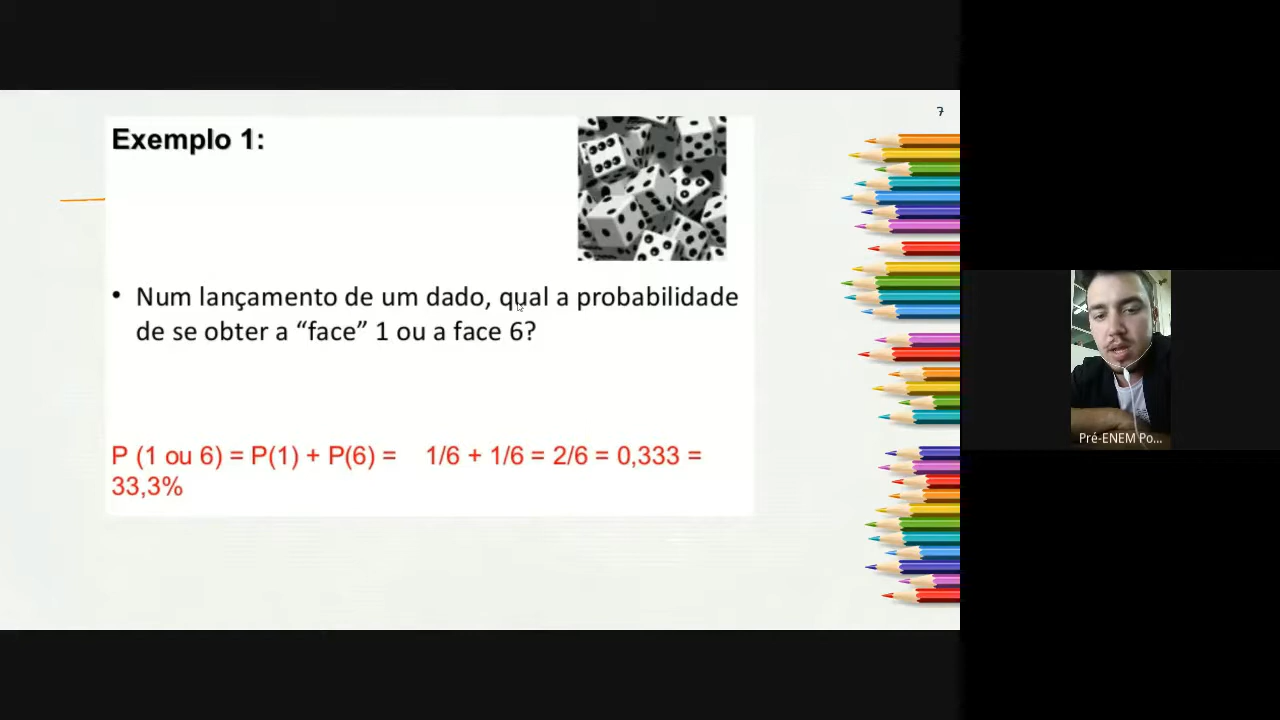 7
Exemplo 1:
• Num lançamento de um dado, qual a probabilidade
de se obter a “face” 1 ou a face 6?
P (1 ou 6) = P(1) + P(6) = 1/6 + 1/6 = 2/6 = 0,333 =
33,3%
Pré-ENEM Po...